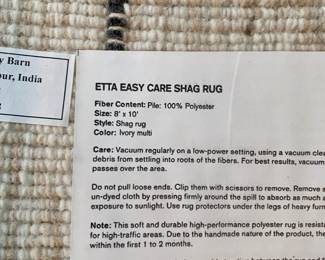 y Barn
our, India
ETTA EASY CARE SHAG RUG
Fiber Content: Pile: 100% Polyester
Size: 8' x 10'
Style: Shag rug
Color: Ivory multi
Care: Vacuum regularly on a low-power setting, using a vacuum clea
debris from settling into roots of the fibers. For best results, vacuum
passes over the area.
Do not pull loose ends. Clip them with scissors to remove. Remove s
un-dyed cloth by pressing firmly around the spill to absorb as much a
exposure to sunlight. Use rug protectors under the legs of heavy furn
Note: This soft and durable high-performance polyester rug is resista
for high-traffic areas. Due to the handmade nature of the product, the
within the first 1 to 2 months.